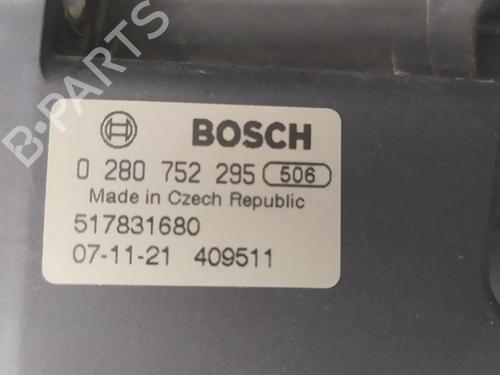 BOSCH
0 280 752 295 506
Made in Czech Republic
517831680
07-11-21 409511
B-PARTS